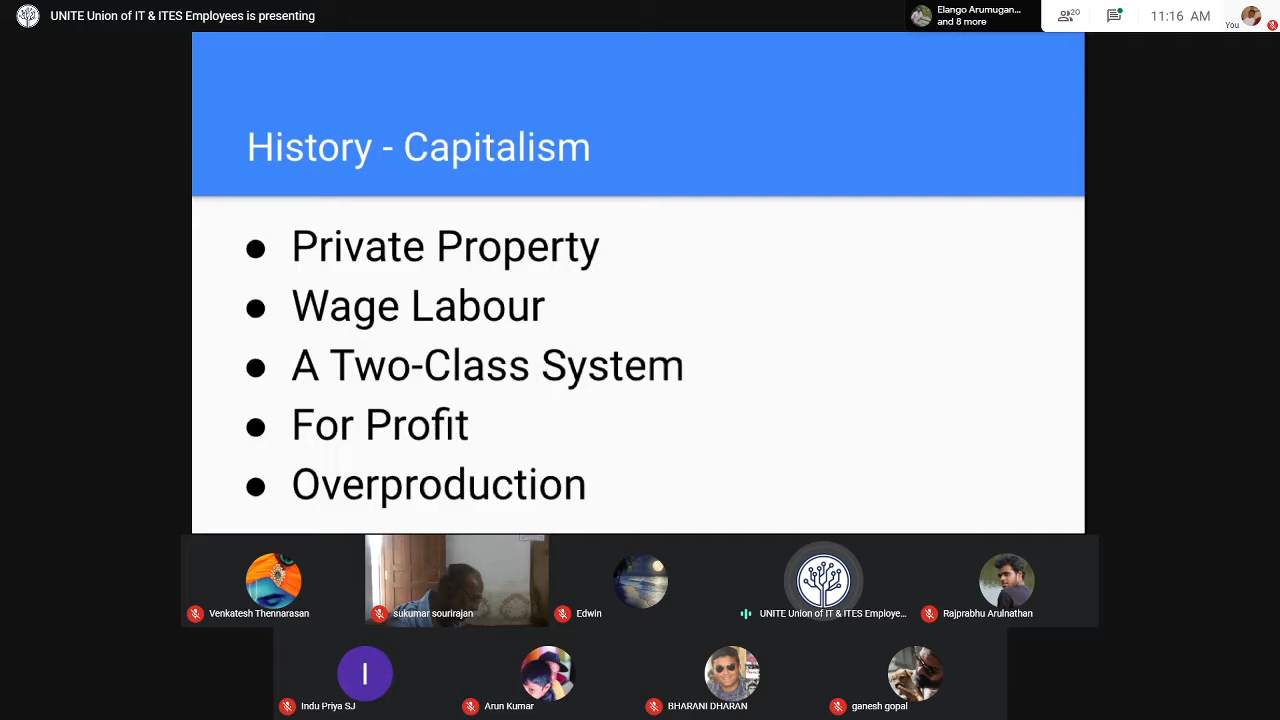 UNITE Union of IT & ITES Employees is presenting
Elango Arumugan...
and 8 more
20
11:16 AM
You
History - Capitalism
● Private Property
● Wage Labour
● A Two-Class System
● For Profit
● Overproduction
Venkatesh Thennarasan
sukumar sourirajan
Edwin
UNITE Union of IT & ITES Employe...
Rajprabhu Arulnathan
I
Indu Priya SJ
Arun Kumar
BHARANI DHARAN
ganesh gopal